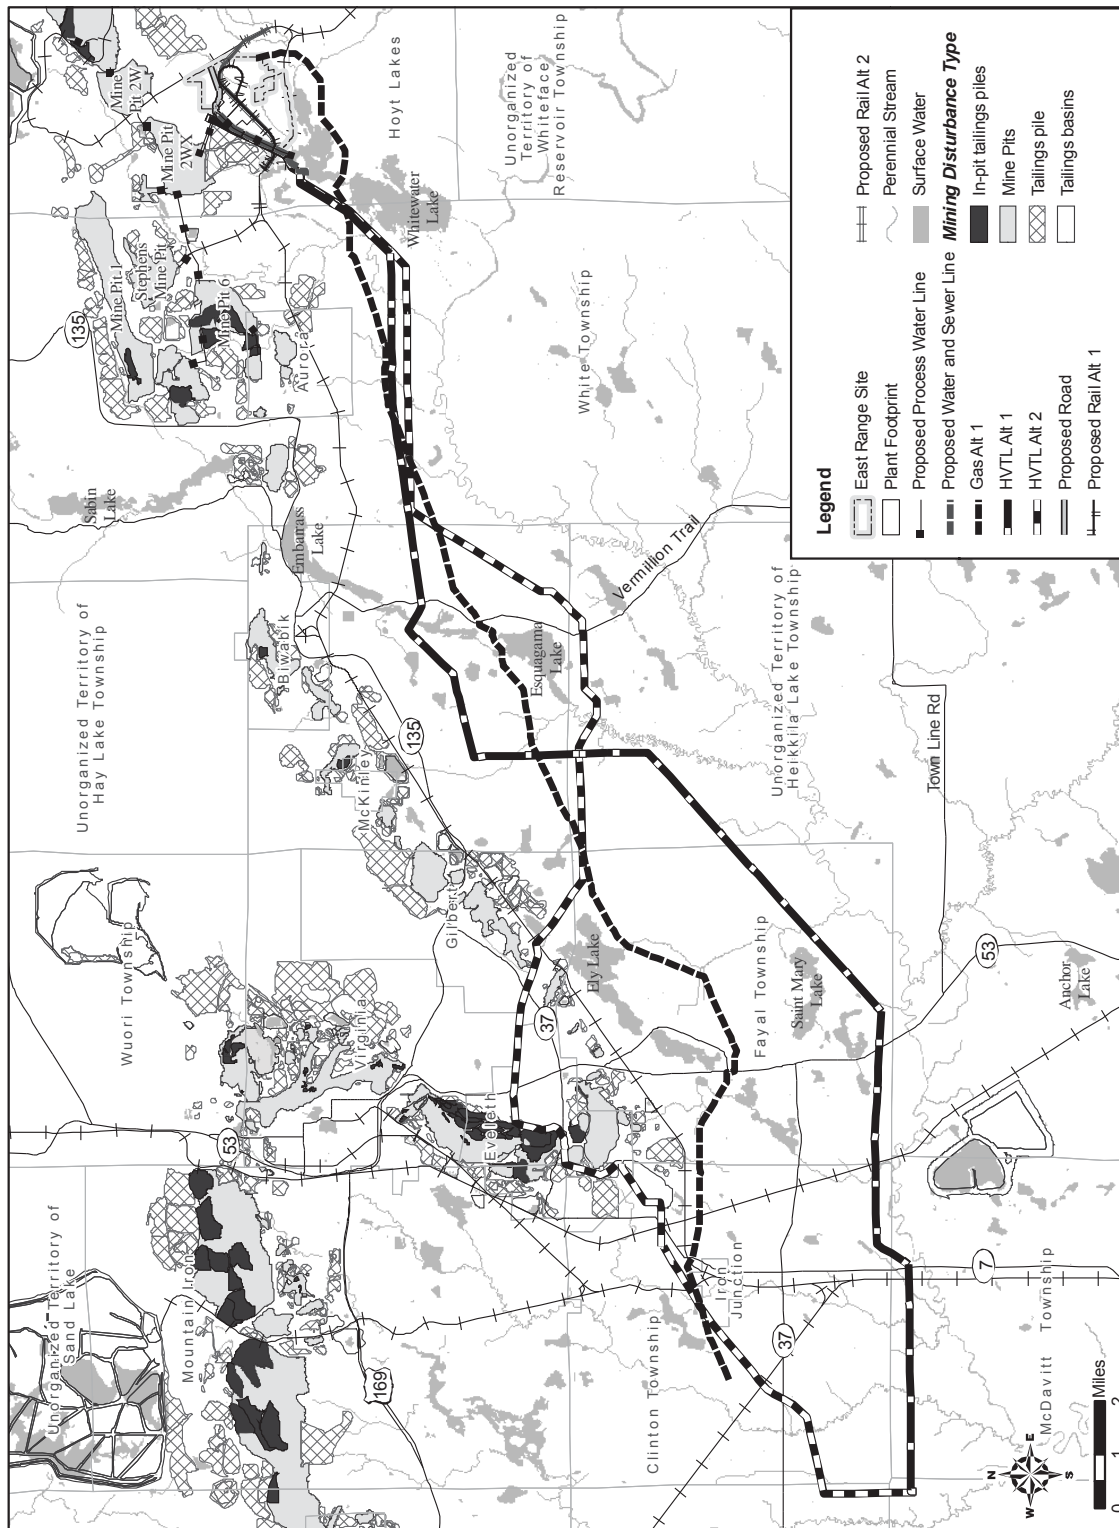 Unorganized Territory of
Sand Lake
Mountain Iron
53
169
Wuori Township
Virginia
Unorganized Territory of
Hay Lake Township
Gilbert
McKinley
135
Biwabik
Sabin
Lake
Embarrass
Lake
135
Mine Pit 1
Stephens
Mine Pit
Mine Pit 6
Aurora
Mine Pit
2WX
Mine
Pit 2W
Hoyt Lakes
Whitewater
Lake
Unorganized
Territory of
Whiteface
Reservoir Township
White Township
Vermillion Trail
Esquagama
Lake
Unorganized Territory of
Heikkila Lake Township
Town Line Rd
Eveleth
37
Ely Lake
Fayal Township
Saint Mary
Lake
53
Anchor
Lake
Iron
Junction
Clinton Township
37
7
McDavitt Township
N
E
S
W
0 1 2
Miles
Legend
East Range Site
Plant Footprint
Proposed Process Water Line
Proposed Water and Sewer Line
Gas Alt 1
HVTL Alt 1
HVTL Alt 2
Proposed Road
Proposed Rail Alt 1
Proposed Rail Alt 2
Perennial Stream
Surface Water
Mining Disturbance Type
In-pit tailings piles
Mine Pits
Tailings pile
Tailings basins